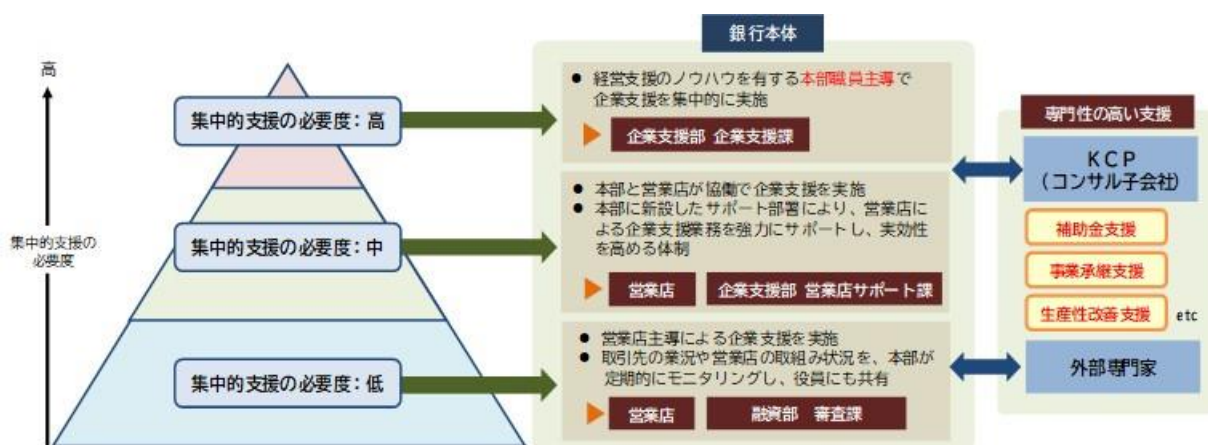 銀行本体
高
集中的支援の必要度：高
集中的支援の必要度：中
集中的支援の必要度：低
集中的支援の
必要度
● 経営支援のノウハウを有する本部職員主導で
企業支援を集中的に実施
企業支援部 企業支援課
● 本部と営業店が協働で企業支援を実施
● 本部に新設したサポート部署により、営業店に
よる企業支援業務を強力にサポートし、実効性
を高める体制
営業店
企業支援部 営業店サポート課
● 営業店主導による企業支援を実施
● 取引先の業況や営業店の取組み状況を、本部が
定期的にモニタリングし、役員にも共有
営業店
融資部 審査課
専門性の高い支援
KCP
（コンサル子会社）
補助金支援
事業承継支援
生産性改善支援 etc
外部専門家